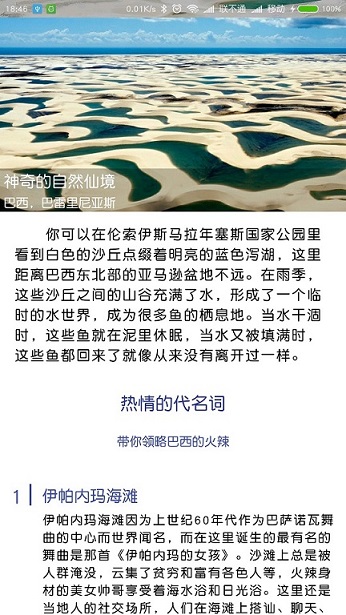 18:46
0.01K/s
联不通
移动
100%
神奇的自然仙境
巴西，巴雷里尼亚斯
你可以在伦索伊斯马拉年塞斯国家公园里
看到白色的沙丘点缀着明亮的蓝色泻湖，这里
距离巴西东北部的亚马逊盆地不远。在雨季，
这些沙丘之间的山谷充满了水，形成了一个临
时的水世界，成为很多鱼的栖息地。当水干涸
时，这些鱼就在泥里休眠，当水又被填满时，
这些鱼都回来了就像从来没有离开过一样。
热情的代名词
带你领略巴西的火辣
1 | 伊帕内玛海滩
伊帕内玛海滩因为上世纪60年代作为巴萨诺瓦舞
曲的中心而世界闻名，而在这里诞生的最有名的
舞曲是那首《伊帕内玛的女孩》。沙滩上总是被
人群淹没，云集了贫穷和富有各色人等，火辣身
材的美女帅哥享受着海水浴和日光浴。这里还是
当地人的社交场所，人们在海滩上搭讪、聊天、